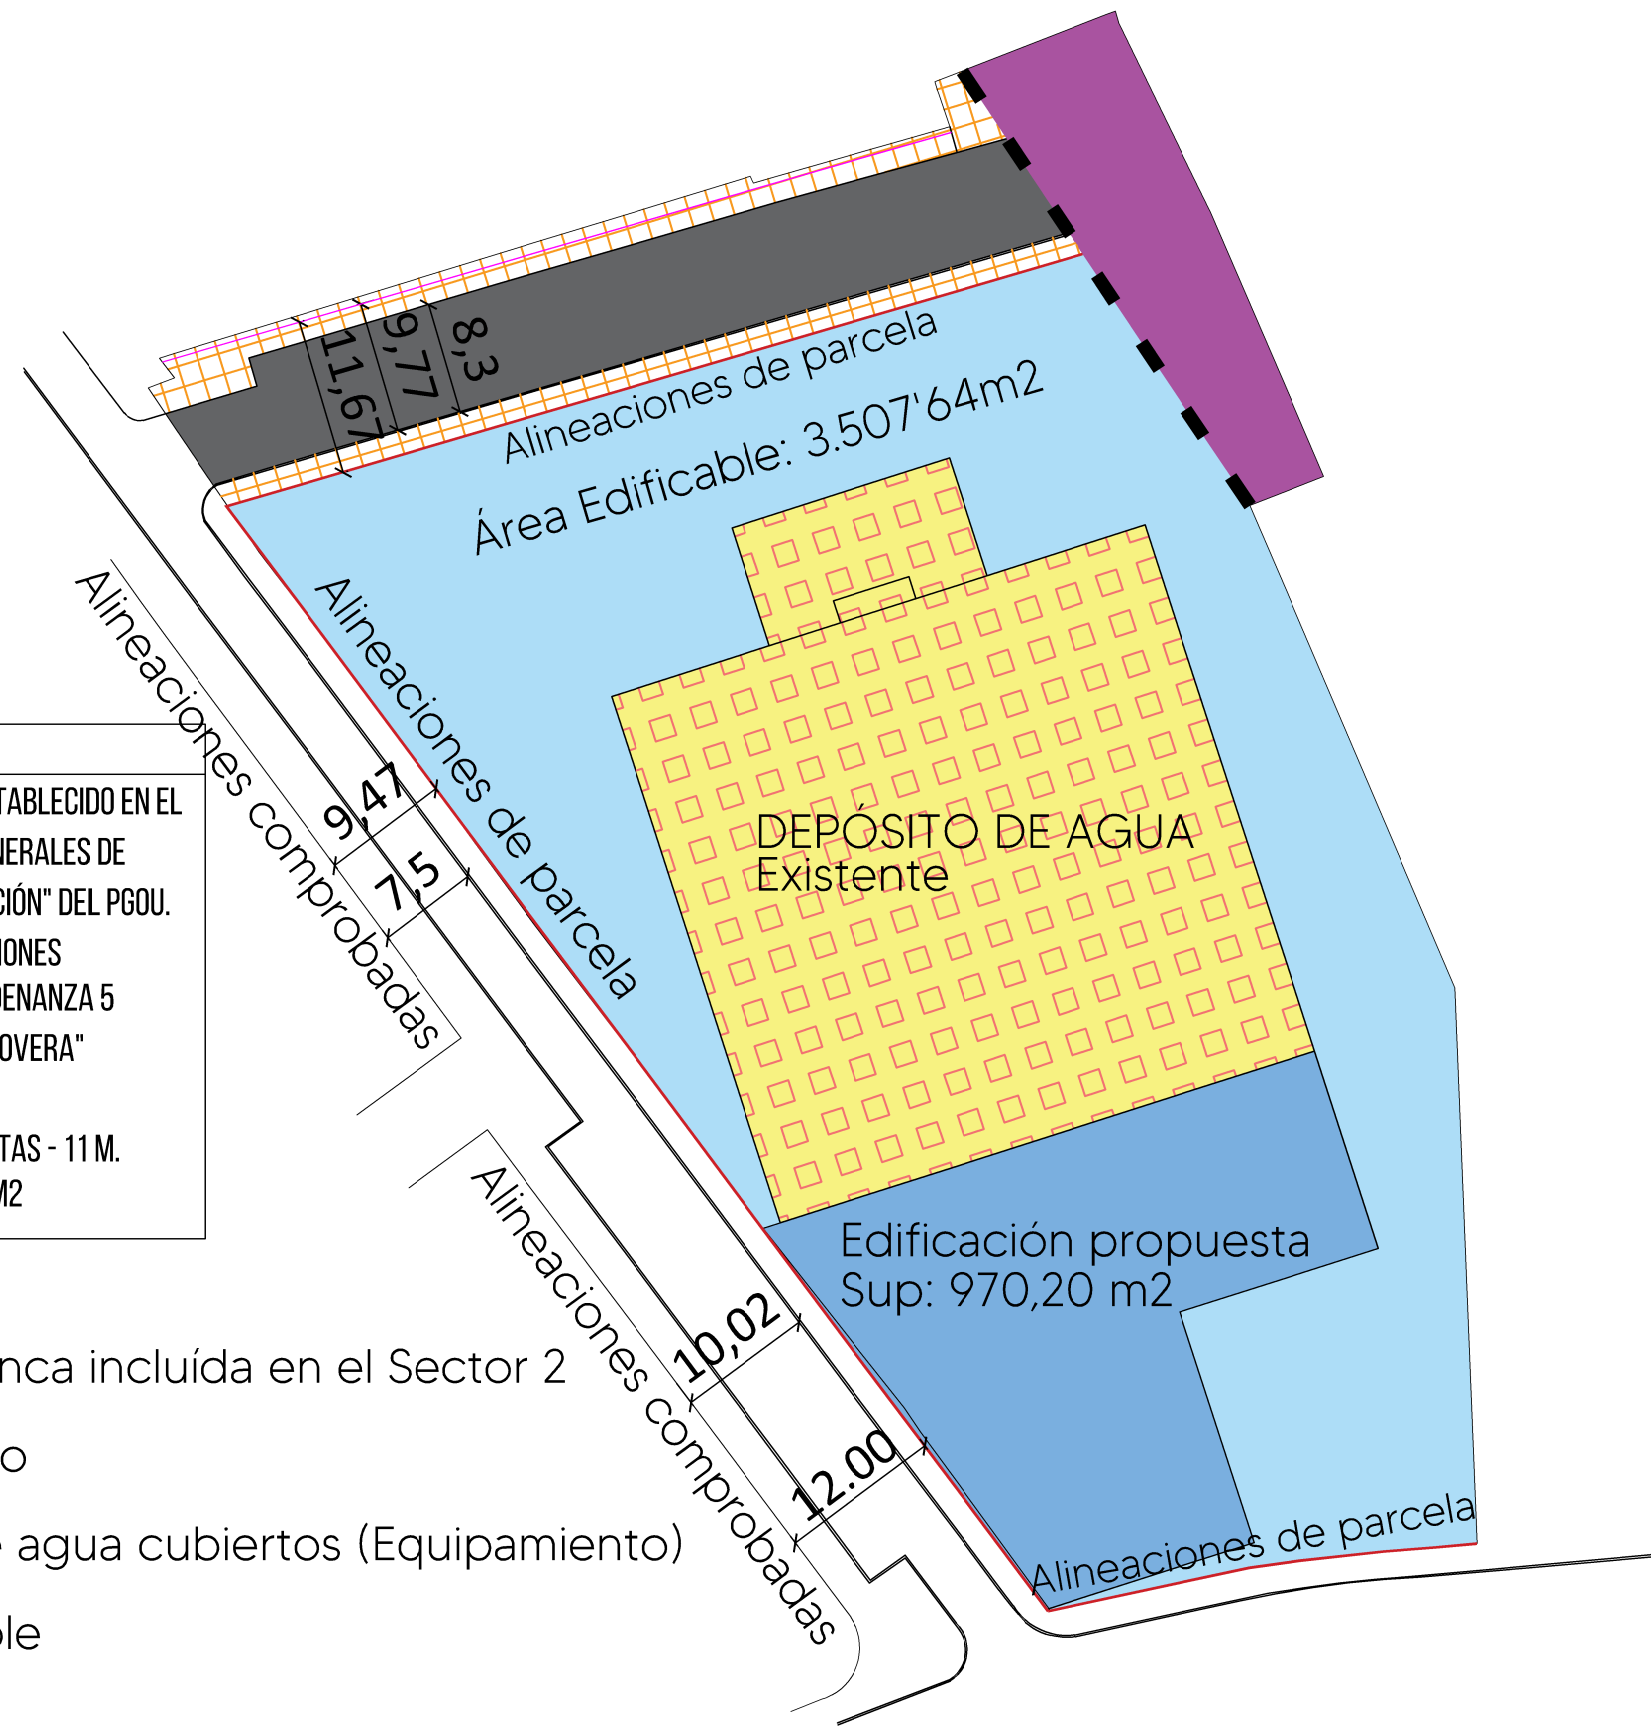 8,3
9,77
11,67
Alineaciones de parcela
Área Edificable: 3.507'64m2
Alineaciones de parcela
Alineaciones comprobadas
9,47
7,5
DEPÓSITO DE AGUA
Existente
TABLECIDO EN EL
NERALES DE
CIÓN" DEL PGOU.
IONES
DENANZA 5
OVERA"
TAS - 11 M.
M2
Alineaciones comprobadas
10,02
12.00
Edificación propuesta
Sup: 970,20 m2
Alineaciones de parcela
nca incluída en el Sector 2
o
e agua cubiertos (Equipamiento)
ole